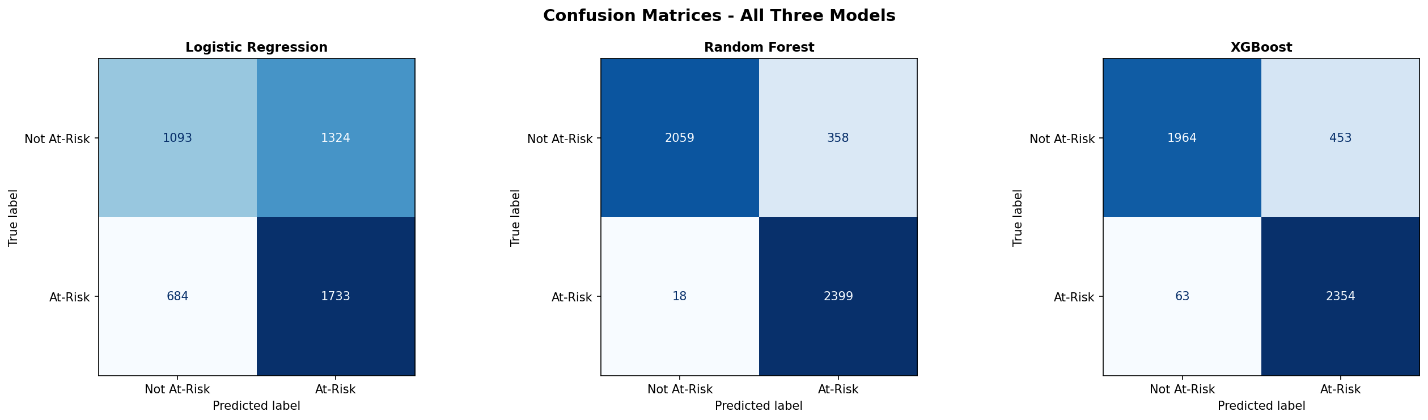 Confusion Matrices - All Three Models
Logistic Regression
True label
Not At-Risk
1093
1324
At-Risk
684
1733
Not At-Risk
At-Risk
Predicted label
Random Forest
True label
Not At-Risk
2059
358
At-Risk
18
2399
Not At-Risk
At-Risk
Predicted label
XGBoost
True label
Not At-Risk
1964
453
At-Risk
63
2354
Not At-Risk
At-Risk
Predicted label